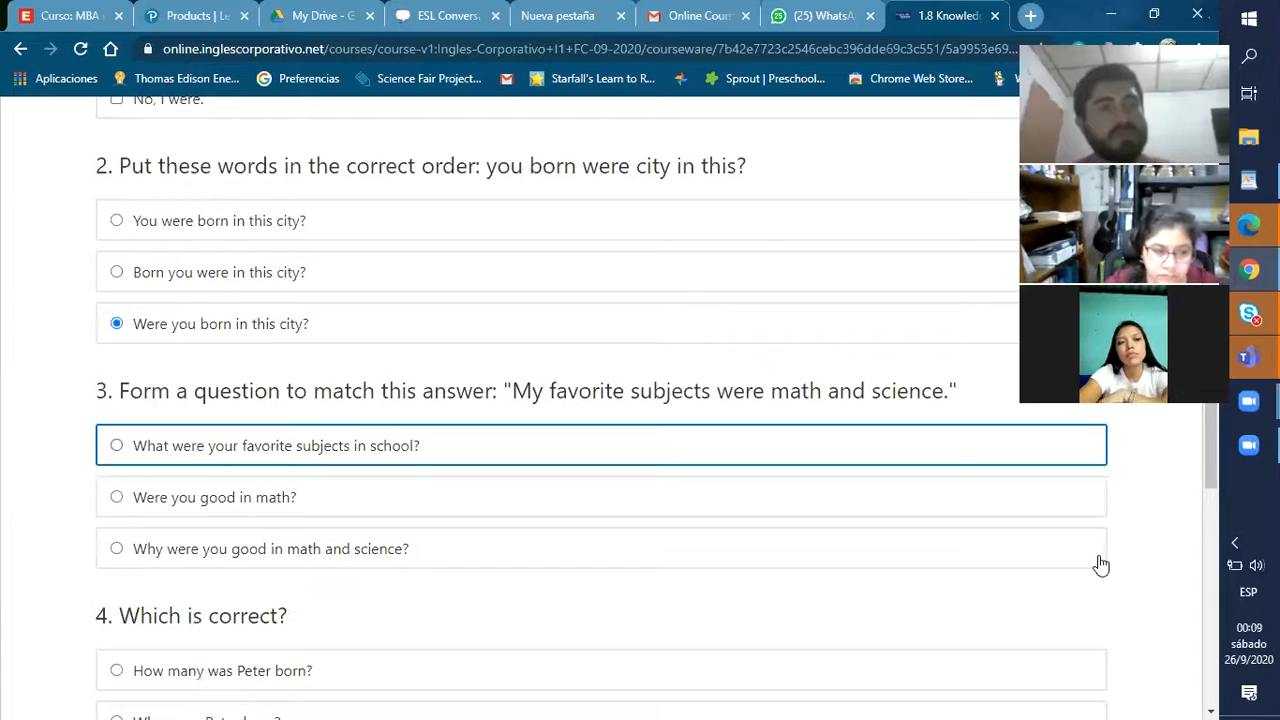 Curso: MBA
Products | Le
My Drive - G
ESL Convers
Nueva pestaña
Online Cour
(25) WhatsA
1.8 Knowled
online.inglescorporativo.net/courses/course-v1:Ingles-Corporativo+I1+FC-09-2020/courseware/7b42e7723c2546cebc396dde69c3c551/5a9953e69...
Aplicaciones
Thomas Edison Ene...
Preferencias
Science Fair Project...
Starfall's Learn to R...
Sprout | Preschool...
Chrome Web Store...
No, I were.
2. Put these words in the correct order: you born were city in this?
You were born in this city?
Born you were in this city?
Were you born in this city?
3. Form a question to match this answer: "My favorite subjects were math and science."
What were your favorite subjects in school?
Were you good in math?
Why were you good in math and science?
4. Which is correct?
How many was Peter born?
ESP
00:09
sábado
26/9/2020